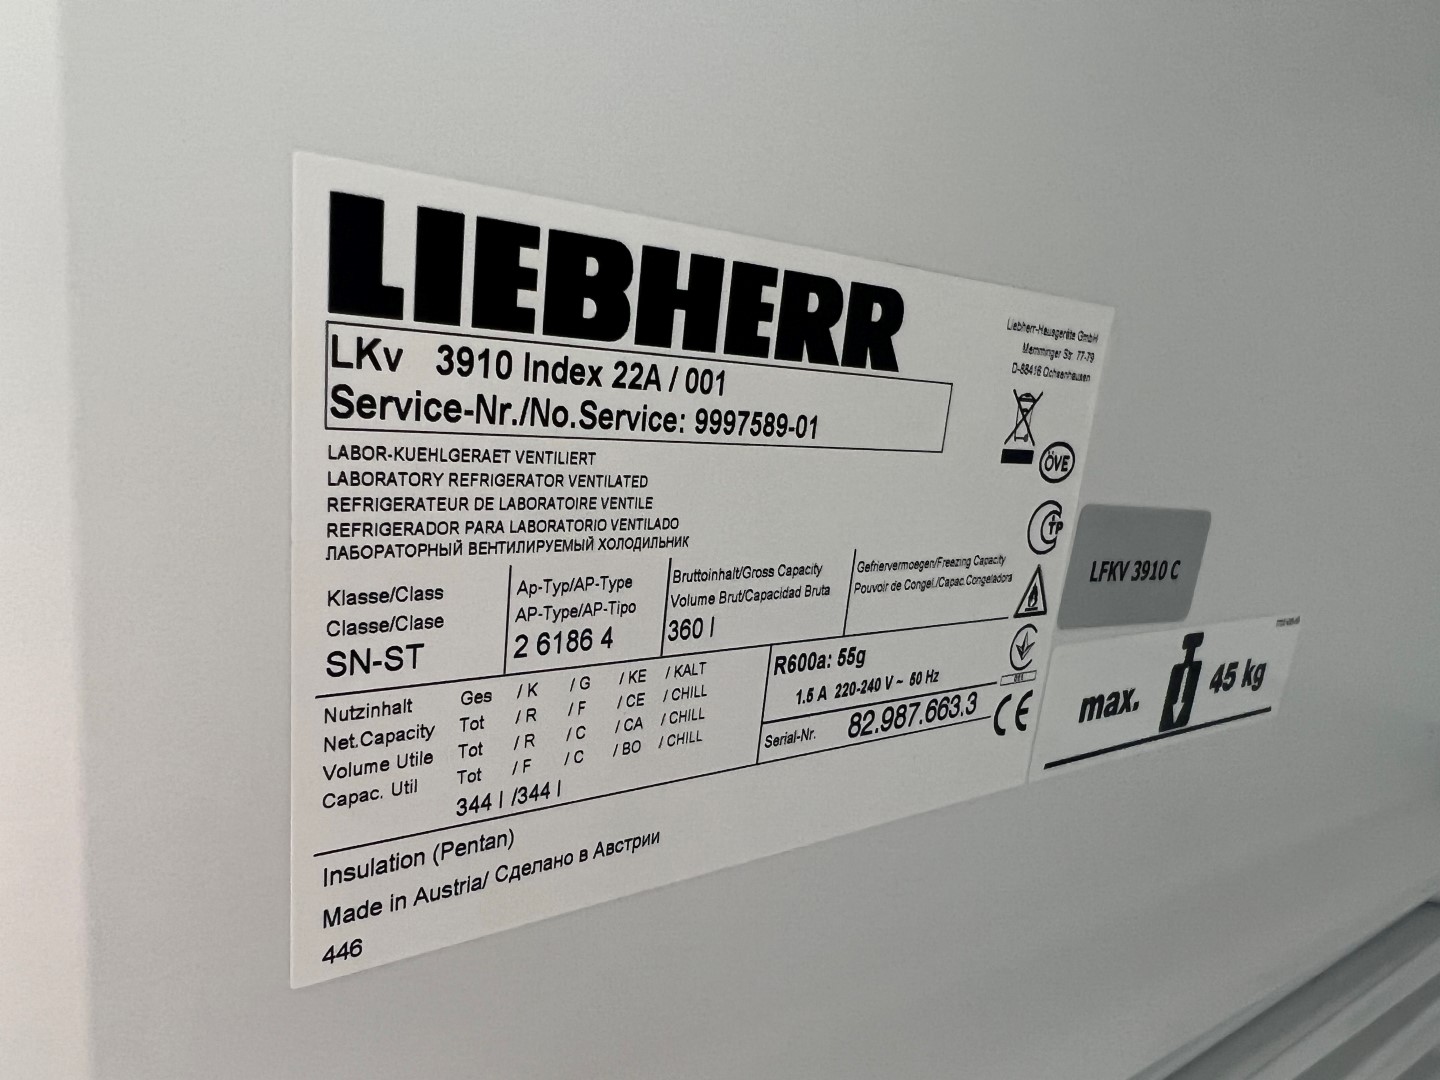 LIEBHERR
LKv 3910 Index 22A / 001
Service-Nr./No.Service: 9997589-01
Liebherr-Hausgeräte GmbH
Memminger Str. 77-79
D-88416 Ochsenhausen
LABOR-KUEHLGERAET VENTILIERT
LABORATORY REFRIGERATOR VENTILATED
REFRIGERATEUR DE LABORATOIRE VENTILE
REFRIGERADOR PARA LABORATORIO VENTILADO
ЛАБОРАТОРНЫЙ ВЕНТИЛИРУЕМЫЙ ХОЛОДИЛЬНИК
ÖVE
Klasse/Class
Classe/Clase
SN-ST
Ap-Typ/AP-Type
AP-Type/AP-Tipo
2 6186 4
Bruttoinhalt/Gross Capacity
Volume Brut/Capacidad Bruta
360 l
Gefriervermoegen/Freezing Capacity
Pouvoir de Congel./Capac.Congeladora
Nutzinhalt Ges / K / G / KE / KALT
Net.Capacity Tot / R / F / CE / CHILL
Volume Utile Tot / R / C / CA / CHILL
Capac. Util Tot / F / C / BO / CHILL
344 l /344 l
R600a: 55g
1.5 A 220-240 V ~ 50 Hz
Serial-Nr. 82.987.663.3
CE
Insulation (Pentan)
Made in Austria/ Сделано в Австрии
446
LFKV 3910 C
max. 45 kg